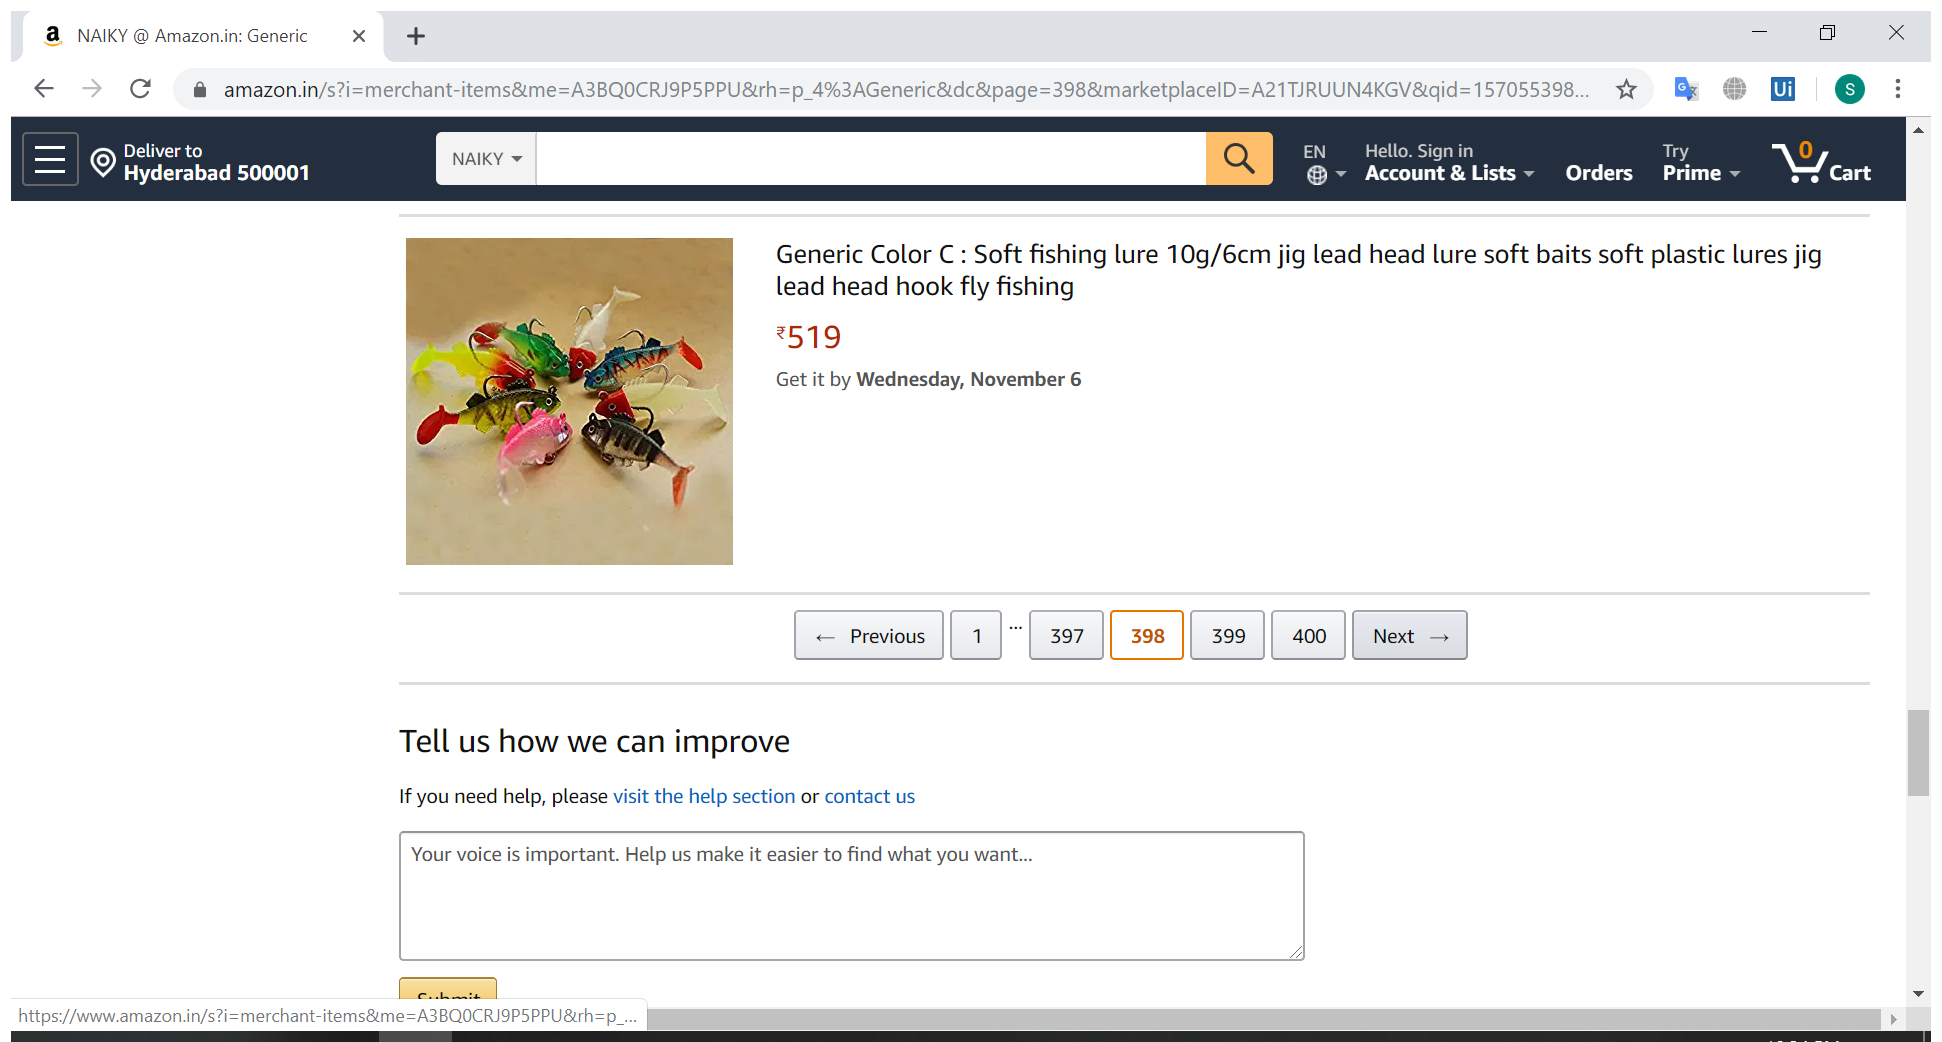 NAIKY @ Amazon.in: Generic
amazon.in/s?i=merchant-items&me=A3BQ0CRJ9P5PPU&rh=p_4%3AGeneric&dc&page=398&marketplaceID=A21TJRUUN4KGV&qid=157055398...
Ui
S
Deliver to
Hyderabad 500001
NAIKY
EN
Hello. Sign in
Account & Lists
Orders
Try
Prime
0
Cart
Generic Color C : Soft fishing lure 10g/6cm jig lead head lure soft baits soft plastic lures jig
lead head hook fly fishing
₹519
Get it by Wednesday, November 6
← Previous 1 ... 397 398 399 400 Next →
Tell us how we can improve
If you need help, please visit the help section or contact us
Your voice is important. Help us make it easier to find what you want...
Submit
https://www.amazon.in/s?i=merchant-items&me=A3BQ0CRJ9P5PPU&rh=p_...